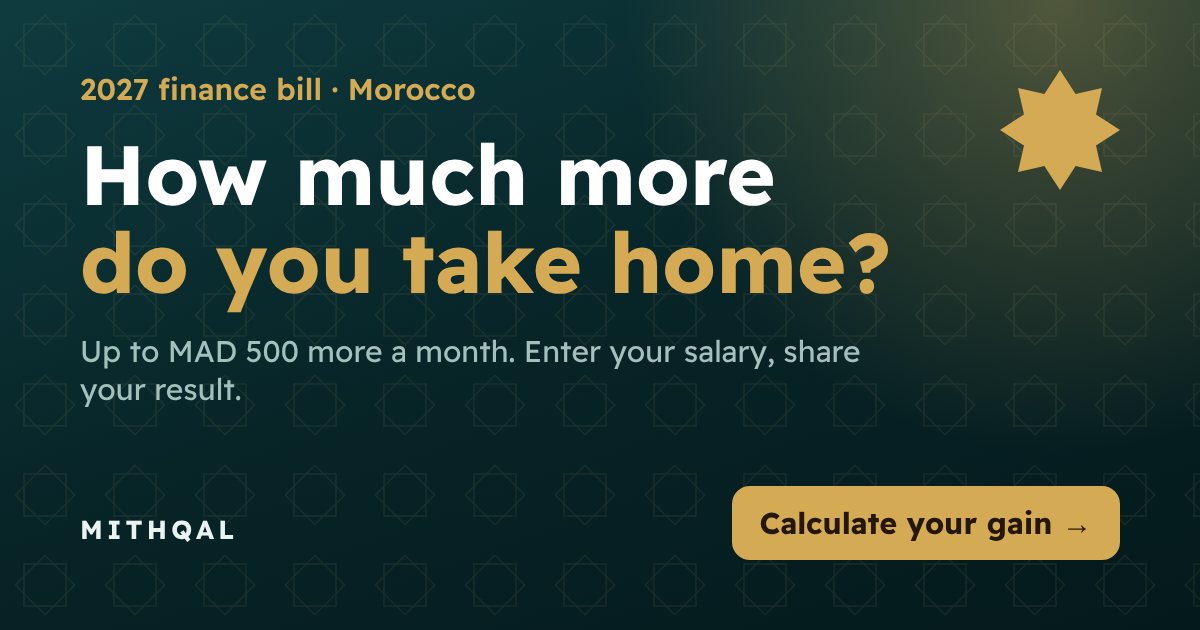 2027 finance bill · Morocco
How much more
do you take home?
Up to MAD 500 more a month. Enter your salary, share
your result.
MITHQAL
Calculate your gain →